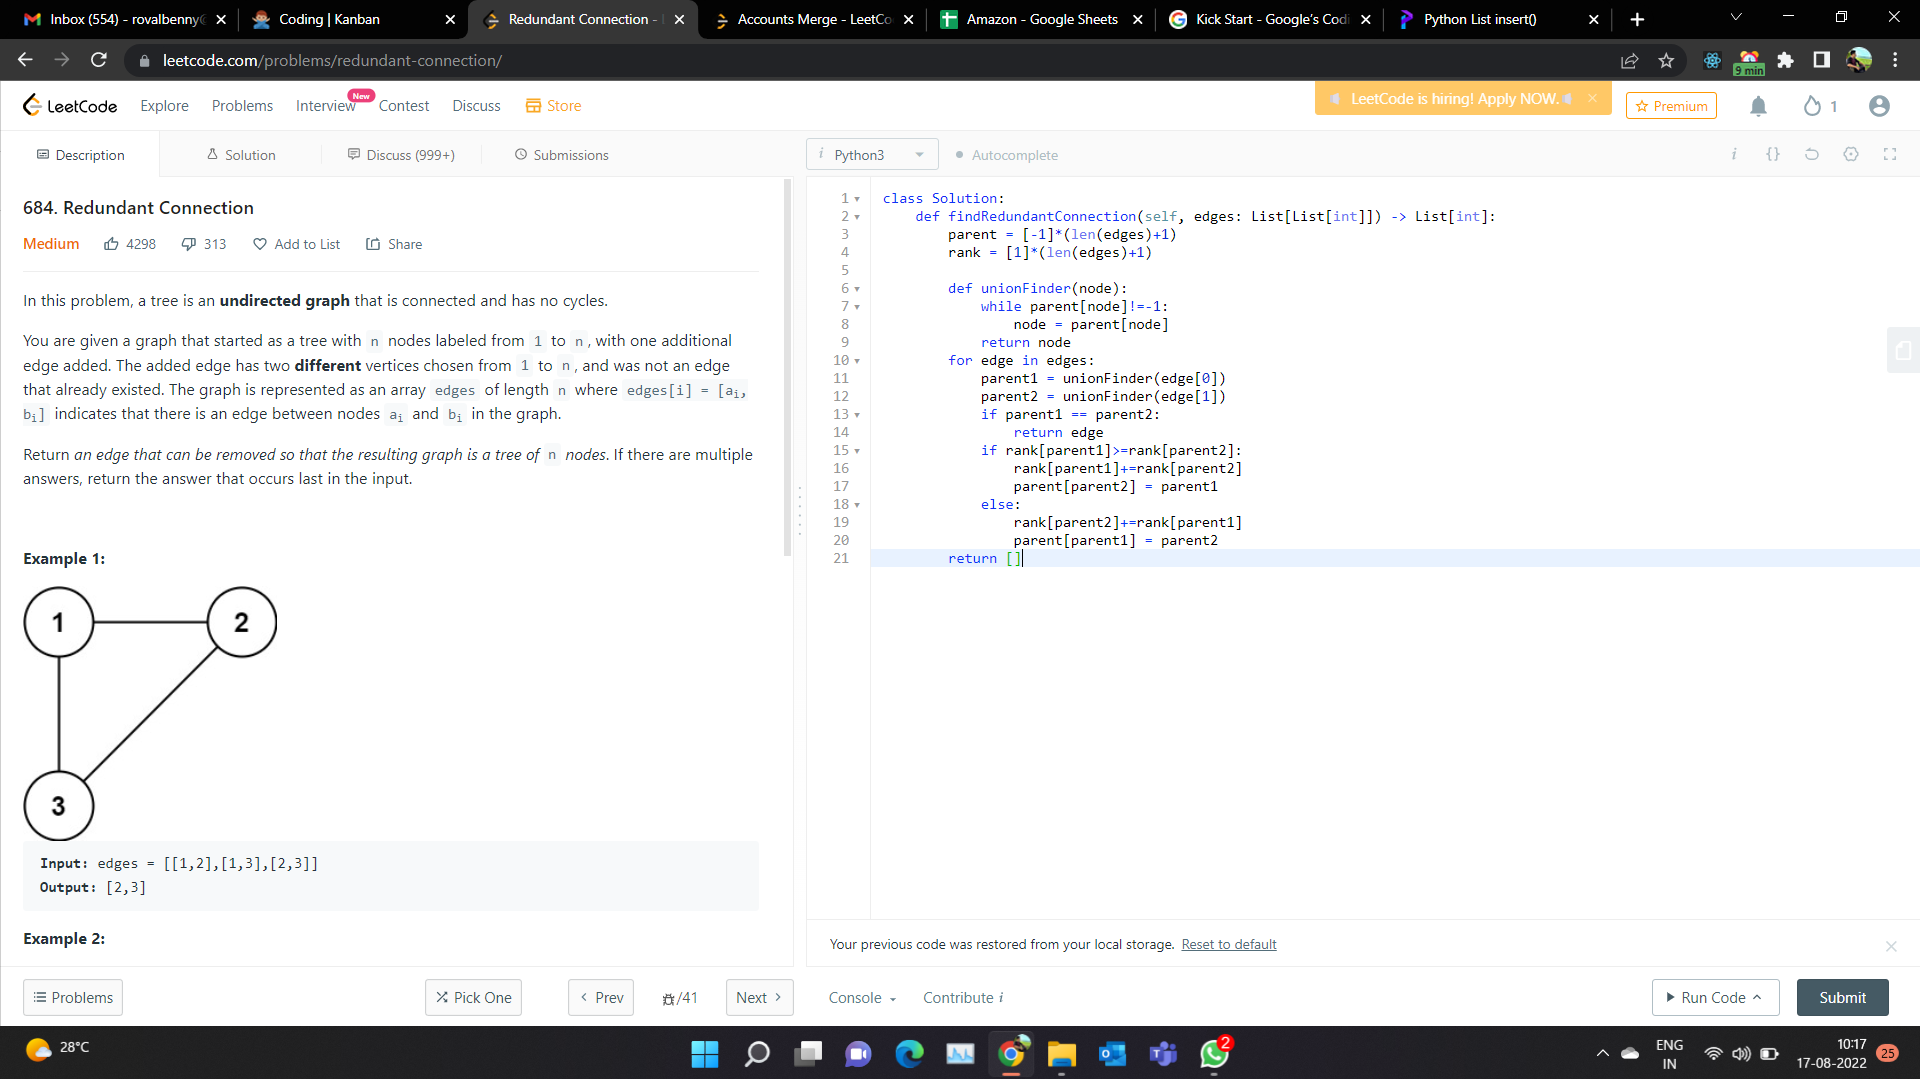 Inbox (554) - rovalbenny
Coding | Kanban
Redundant Connection -
Accounts Merge - LeetCo
Amazon - Google Sheets
Kick Start - Google's Codi
Python List insert()
leetcode.com/problems/redundant-connection/
9 min
LeetCode
Explore
Problems
Interview
New
Contest
Discuss
Store
LeetCode is hiring! Apply NOW.
Premium
1
Description
Solution
Discuss (999+)
Submissions
i Python3
Autocomplete
i {}
684. Redundant Connection
Medium 4298 313 Add to List Share
In this problem, a tree is an undirected graph that is connected and has no cycles.
You are given a graph that started as a tree with n nodes labeled from 1 to n, with one additional
edge added. The added edge has two different vertices chosen from 1 to n, and was not an edge
that already existed. The graph is represented as an array edges of length n where edges[i] = [ai,
bi] indicates that there is an edge between nodes ai and bi in the graph.
Return an edge that can be removed so that the resulting graph is a tree of n nodes. If there are multiple
answers, return the answer that occurs last in the input.
Example 1:
1 2
3
Input: edges = [[1,2],[1,3],[2,3]]
Output: [2,3]
Example 2:
1 class Solution:
2     def findRedundantConnection(self, edges: List[List[int]]) -> List[int]:
3         parent = [-1]*(len(edges)+1)
4         rank = [1]*(len(edges)+1)
5
6         def unionFinder(node):
7             while parent[node]!=-1:
8                 node = parent[node]
9             return node
10         for edge in edges:
11             parent1 = unionFinder(edge[0])
12             parent2 = unionFinder(edge[1])
13             if parent1 == parent2:
14                 return edge
15             if rank[parent1]>=rank[parent2]:
16                 rank[parent1]+=rank[parent2]
17                 parent[parent2] = parent1
18             else:
19                 rank[parent2]+=rank[parent1]
20                 parent[parent1] = parent2
21         return []
Your previous code was restored from your local storage. Reset to default
Problems
Pick One
Prev
/41
Next
Console
Contribute i
Run Code
Submit
28°C
2
ENG
IN
10:17
17-08-2022
25